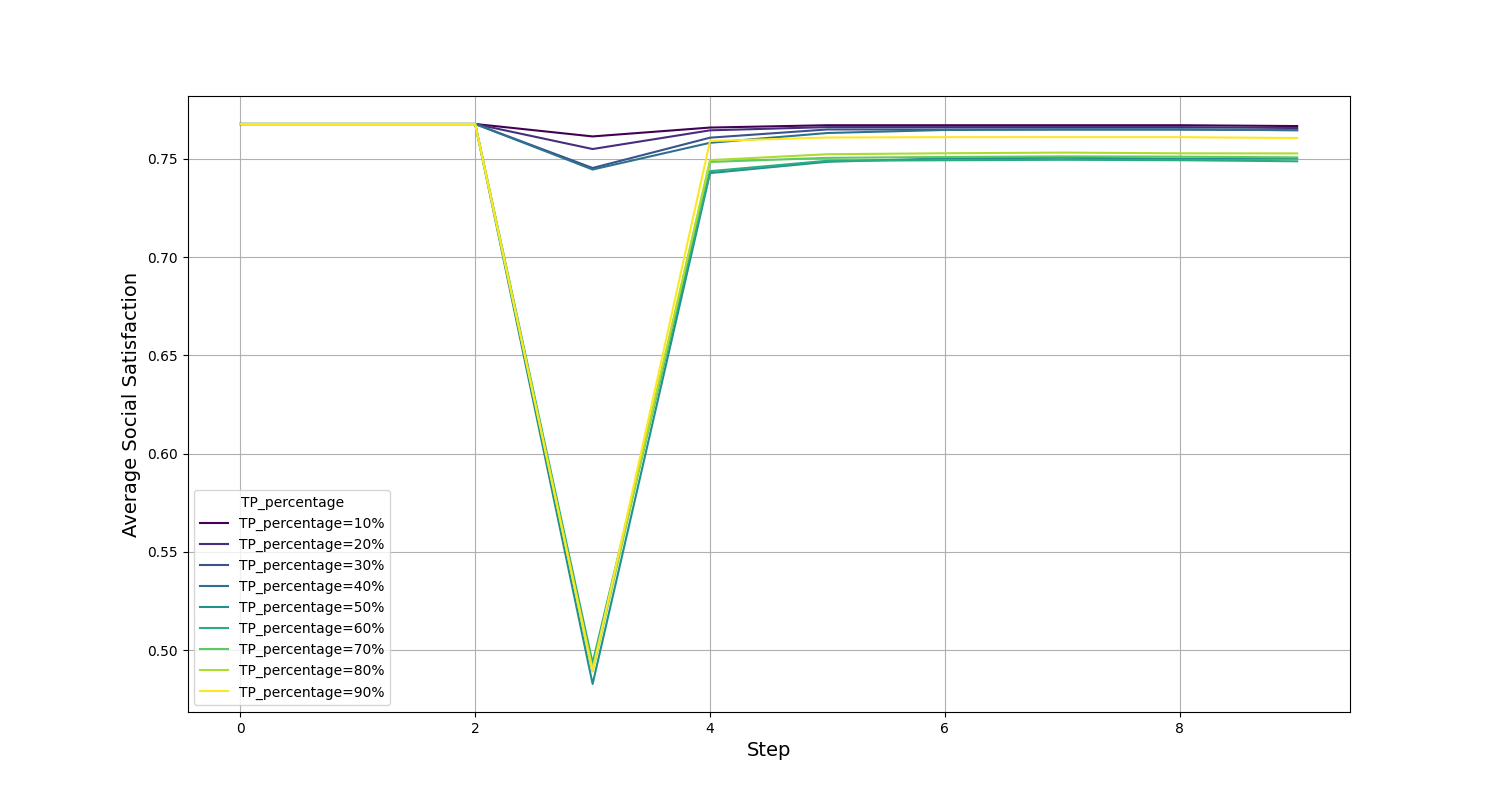 Average Social Satisfaction
0.75
0.70
0.65
0.60
0.55
0.50
TP_percentage
TP_percentage=10%
TP_percentage=20%
TP_percentage=30%
TP_percentage=40%
TP_percentage=50%
TP_percentage=60%
TP_percentage=70%
TP_percentage=80%
TP_percentage=90%
0 2 4 6 8
Step